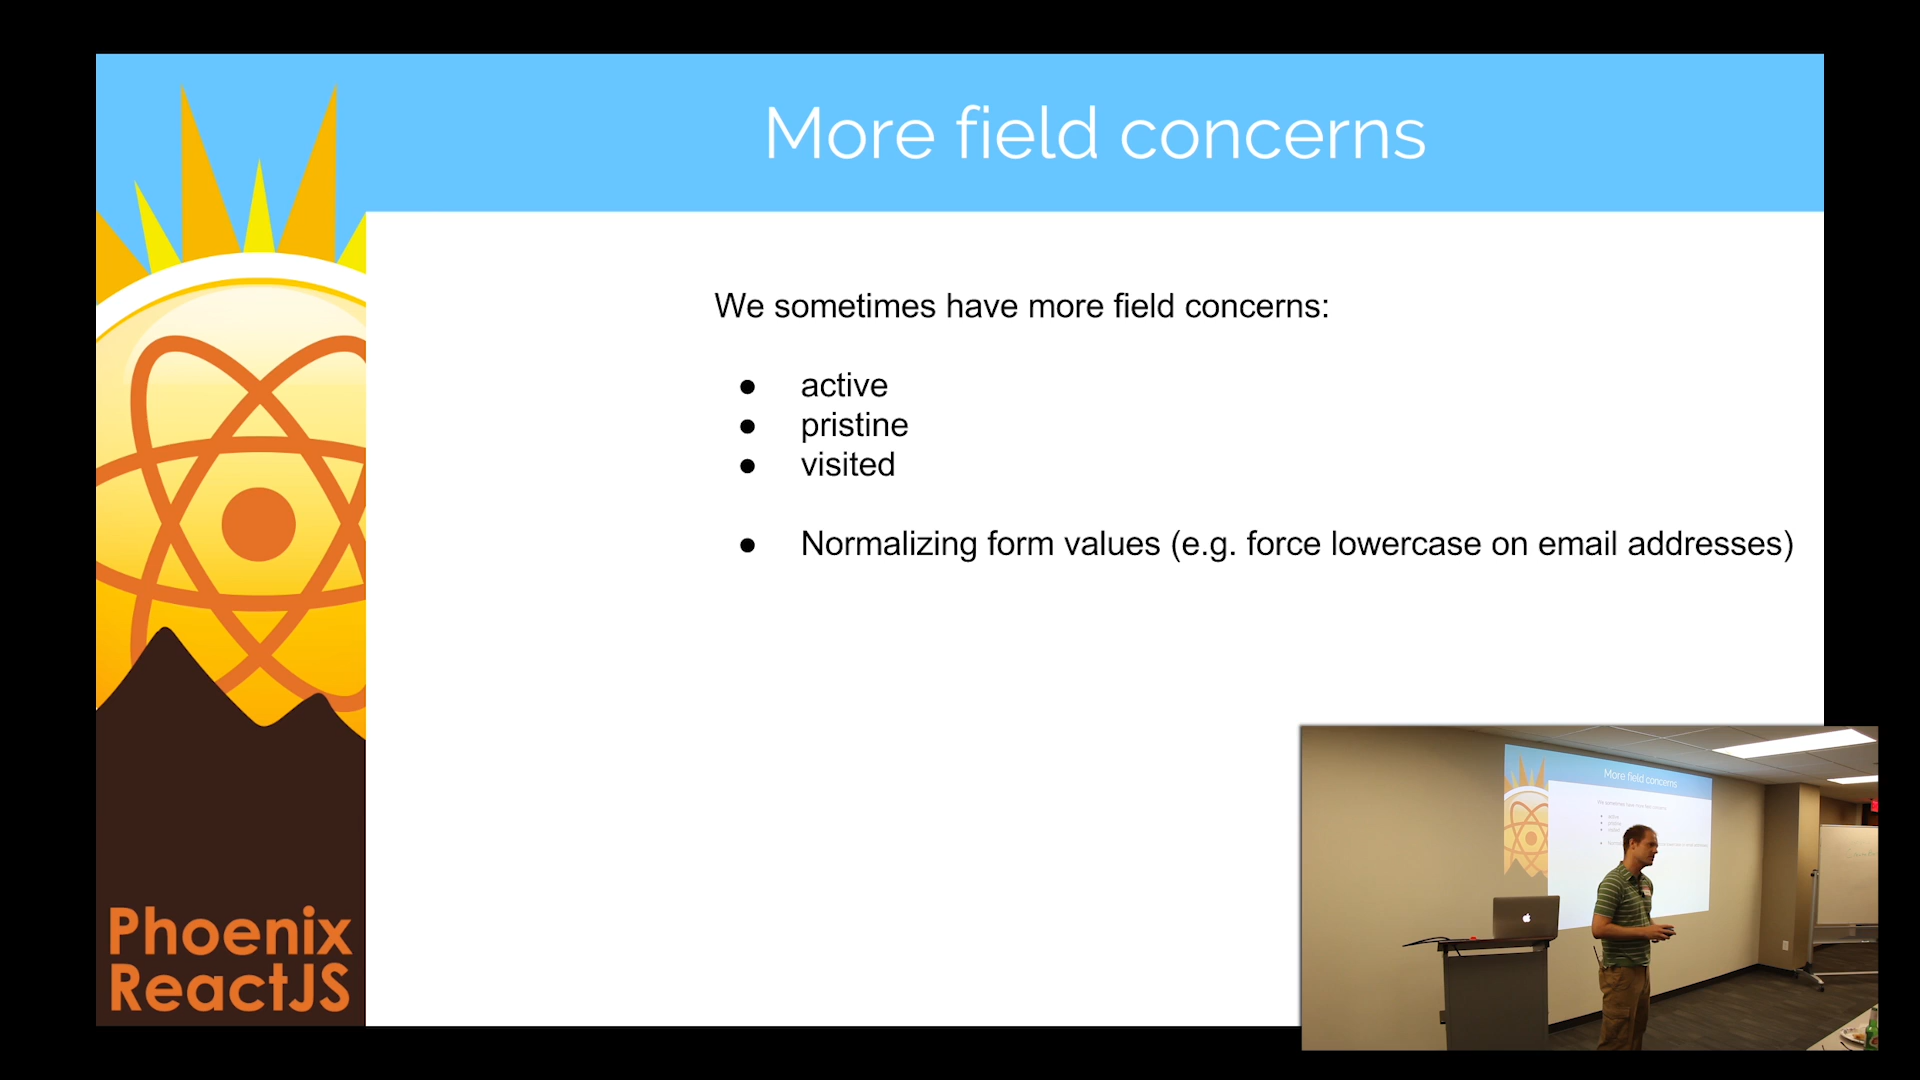 More field concerns
We sometimes have more field concerns:
● active
● pristine
● visited
● Normalizing form values (e.g. force lowercase on email addresses)
Phoenix
ReactJS
More field concerns